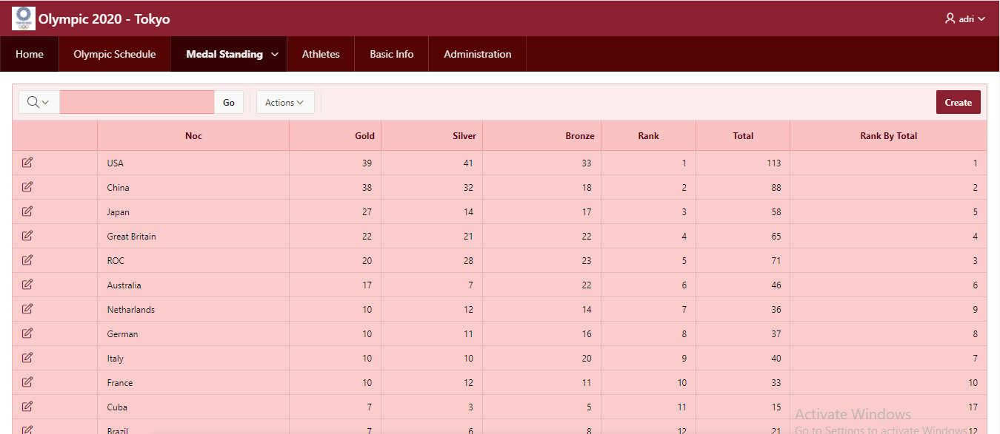 Olympic 2020 - Tokyo
adri
Home Olympic Schedule Medal Standing Athletes Basic Info Administration
Go Actions Create
Noc Gold Silver Bronze Rank Total Rank By Total
USA 39 41 33 1 113 1
China 38 32 18 2 88 2
Japan 27 14 17 3 58 5
Great Britain 22 21 22 4 65 4
ROC 20 28 23 5 71 3
Australia 17 7 22 6 46 6
Netharlands 10 12 14 7 36 9
German 10 11 16 8 37 8
Italy 10 10 20 9 40 7
France 10 12 11 10 33 10
Cuba 7 3 5 11 15 17
Brazil 7 6 8 12 21 12
Activate Windows
Go to Settings to activate Windows